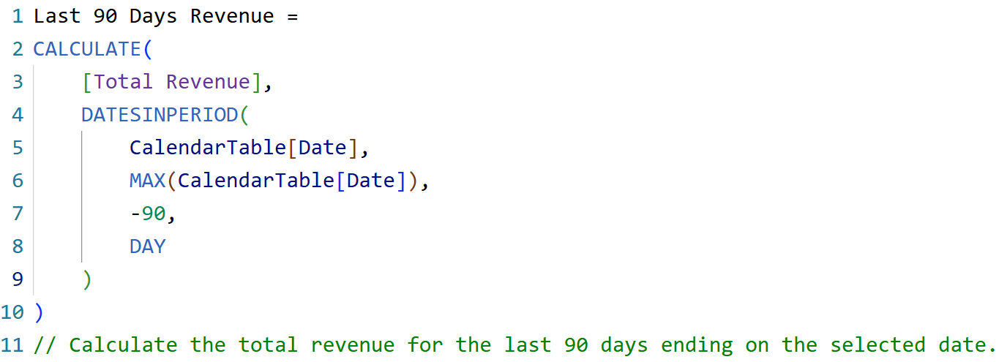 1 Last 90 Days Revenue =
2 CALCULATE(
3     [Total Revenue],
4     DATESINPERIOD(
5         CalendarTable[Date],
6         MAX(CalendarTable[Date]),
7         -90,
8         DAY
9     )
10 )
11 // Calculate the total revenue for the last 90 days ending on the selected date.